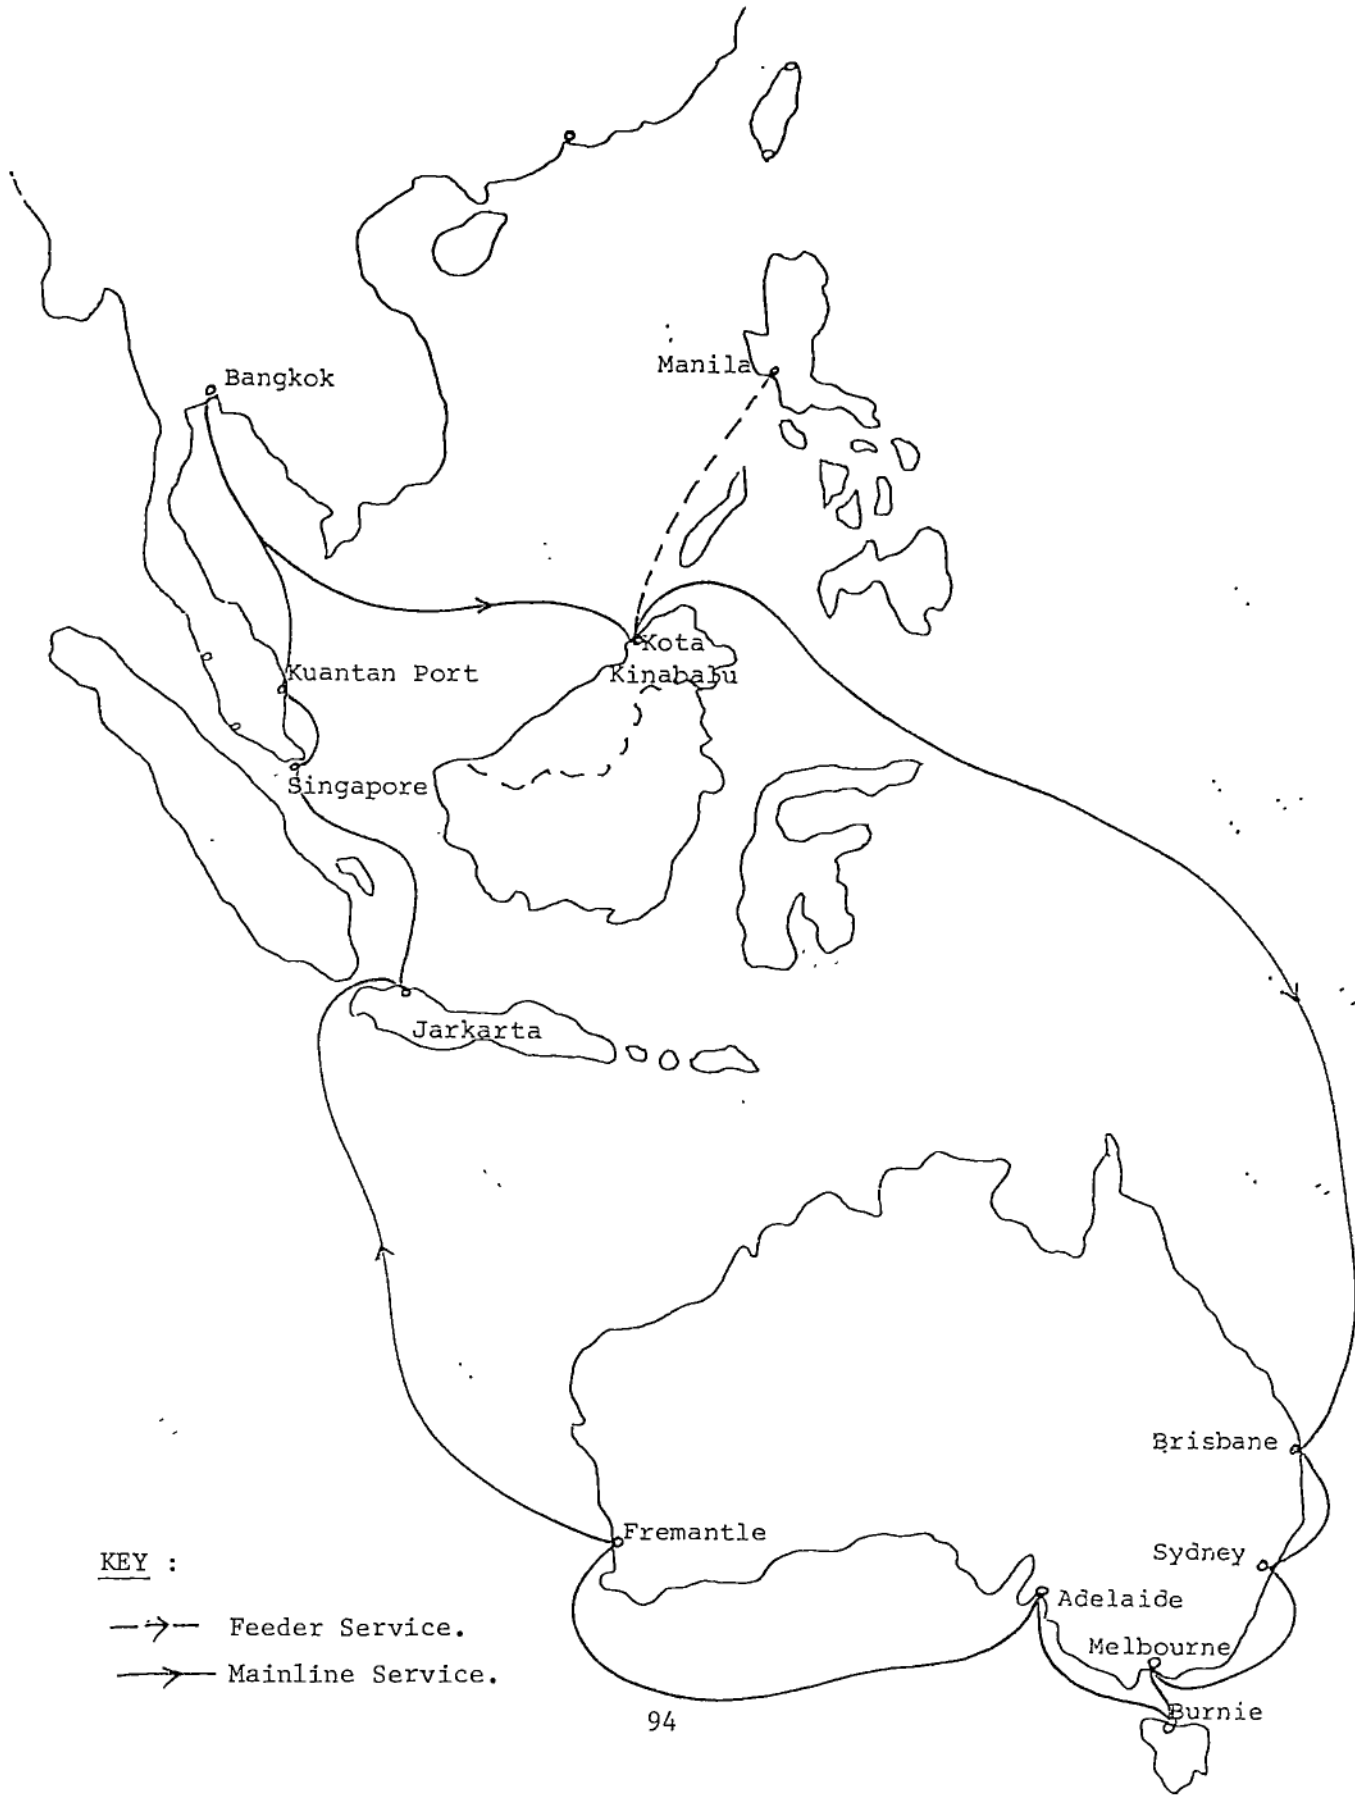 Manila
Bangkok
Kota
Kinabalu
Kuantan Port
Singapore
Jarkarta
Brisbane
Fremantle
Sydney
KEY :
Adelaide
Feeder Service.
Melbourne
Mainline Service.
Burnie
94